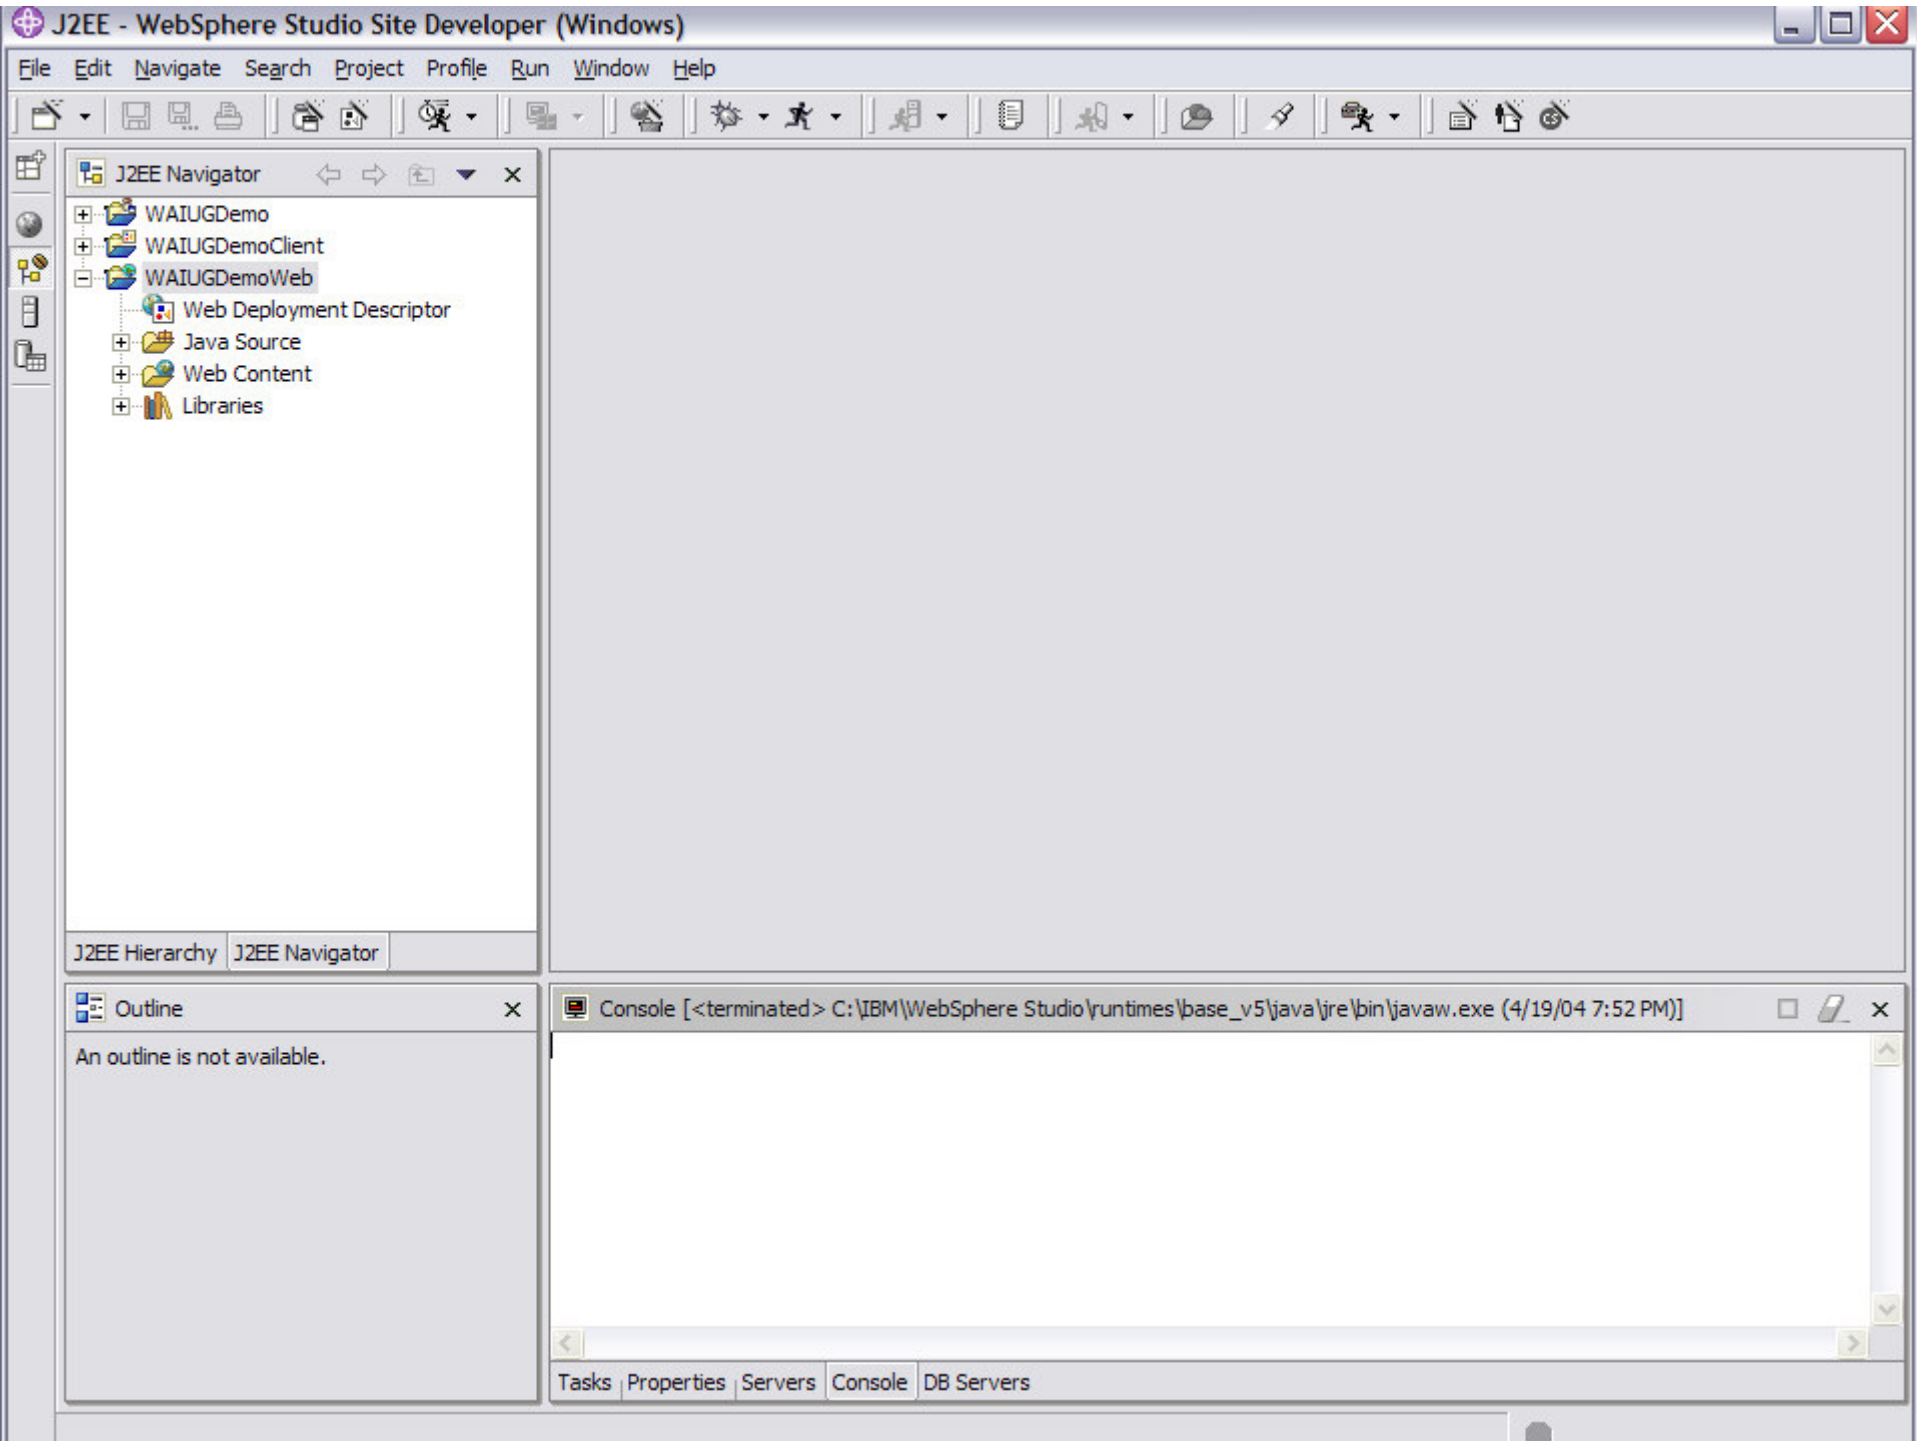 J2EE - WebSphere Studio Site Developer (Windows)
File Edit Navigate Search Project Profile Run Window Help
J2EE Navigator
WAIUGDemo
WAIUGDemoClient
WAIUGDemoWeb
Web Deployment Descriptor
Java Source
Web Content
Libraries
J2EE Hierarchy J2EE Navigator
Outline
An outline is not available.
Console [<terminated> C:\IBM\WebSphere Studio\runtimes\base_v5\java\jre\bin\javaw.exe (4/19/04 7:52 PM)]
Tasks Properties Servers Console DB Servers